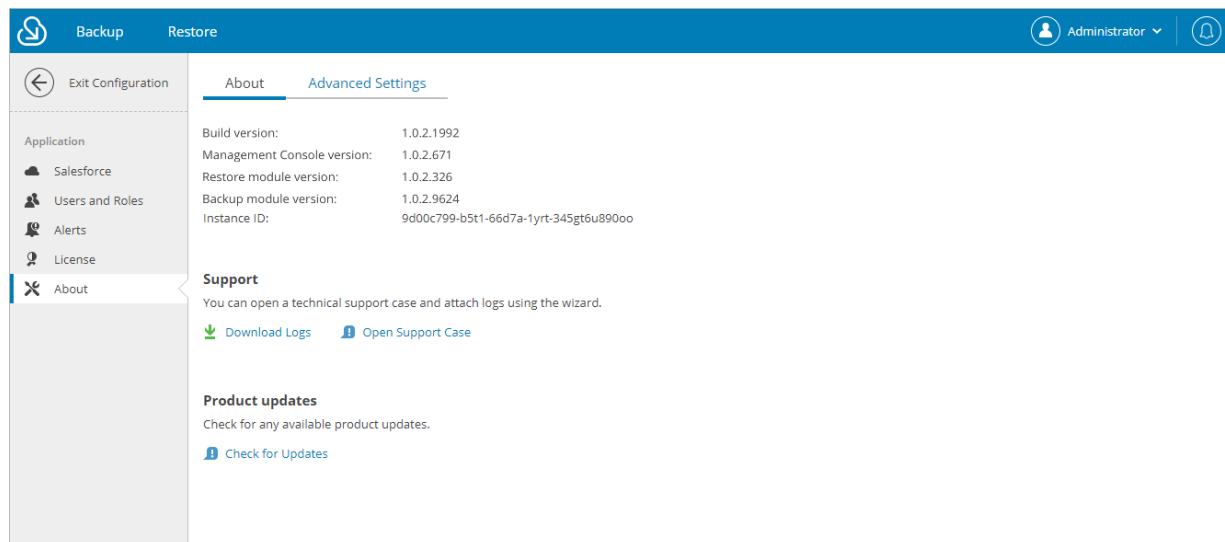 Backup Restore Administrator
Exit Configuration
About Advanced Settings
Application
Salesforce
Users and Roles
Alerts
License
About
Build version: 1.0.2.1992
Management Console version: 1.0.2.671
Restore module version: 1.0.2.326
Backup module version: 1.0.2.9624
Instance ID: 9d00c799-b5t1-66d7a-1yrt-345gt6u890oo
Support
You can open a technical support case and attach logs using the wizard.
Download Logs Open Support Case
Product updates
Check for any available product updates.
Check for Updates